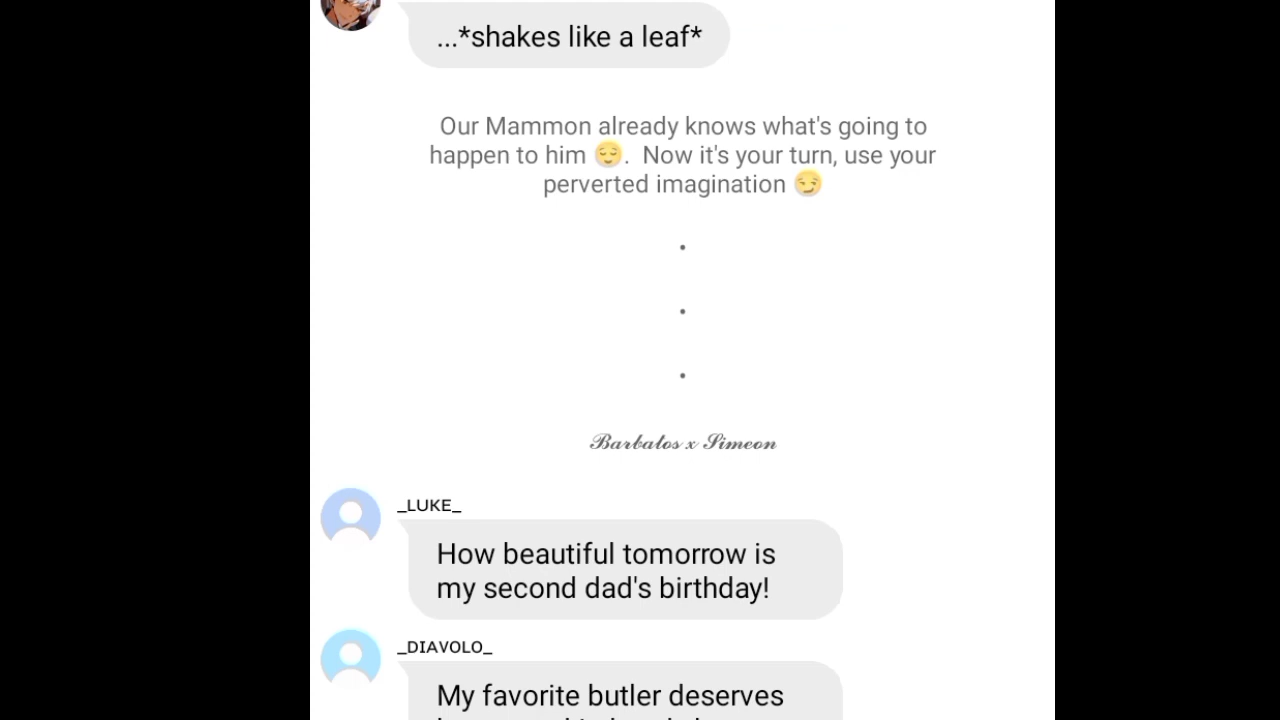 ...*shakes like a leaf*
Our Mammon already knows what's going to
happen to him 😌.  Now it's your turn, use your
perverted imagination 😏
.
.
.
𝓑𝓪𝓻𝓫𝓪𝓽𝓸𝓼 𝔁 𝓢𝓲𝓶𝓮𝓸𝓷
_LUKE_
How beautiful tomorrow is
my second dad's birthday!
_DIAVOLO_
My favorite butler deserves